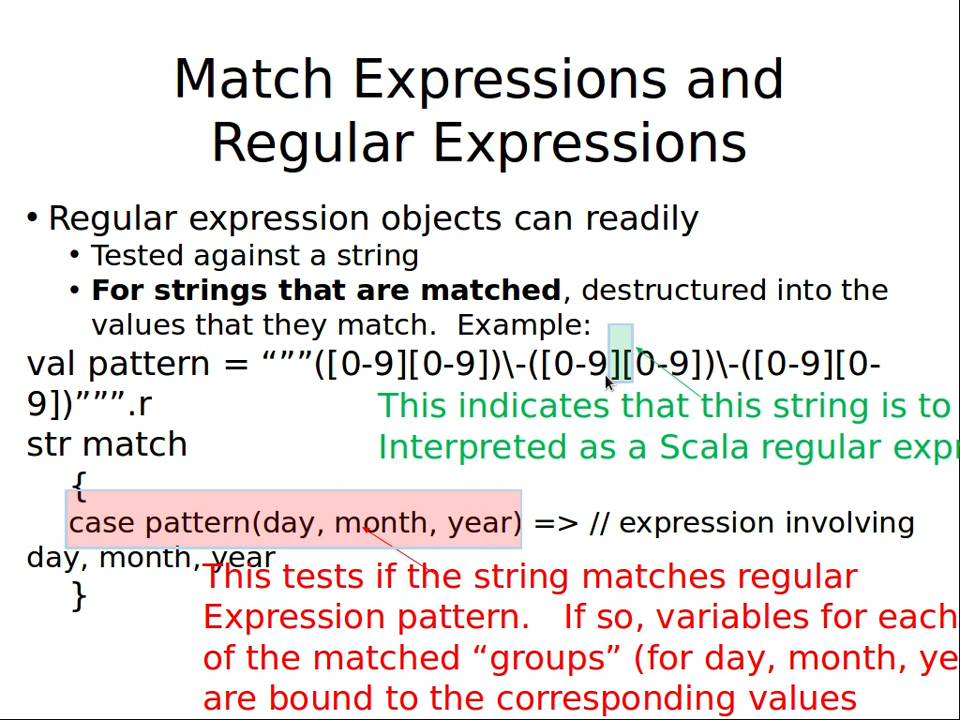 Match Expressions and
Regular Expressions
• Regular expression objects can readily
• Tested against a string
• For strings that are matched, destructured into the
values that they match.  Example:
val pattern = “””([0-9][0-9])\-([0-9][0-9])\-([0-9][0-
9])”””.r
This indicates that this string is to
str match
Interpreted as a Scala regular expr
{
case pattern(day, month, year) => // expression involving
day, month, year
This tests if the string matches regular
}
Expression pattern.   If so, variables for each
of the matched “groups” (for day, month, ye
are bound to the corresponding values